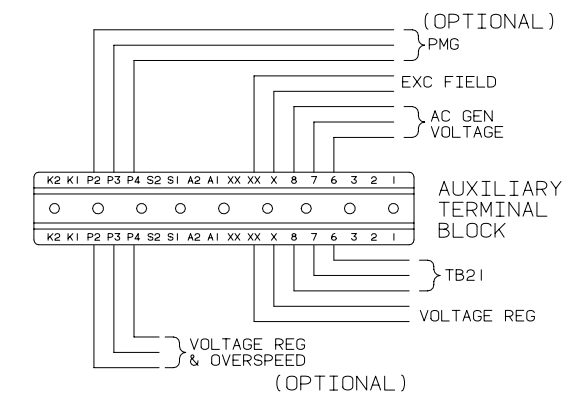 (OPTIONAL)
PMG
EXC FIELD
AC GEN
VOLTAGE
K2 K1 P2 P3 P4 S2 S1 A2 A1 XX XX X 8 7 6 3 2 1
AUXILIARY
TERMINAL
BLOCK
K2 K1 P2 P3 P4 S2 S1 A2 A1 XX XX X 8 7 6 3 2 1
TB21
VOLTAGE REG
VOLTAGE REG
& OVERSPEED
(OPTIONAL)